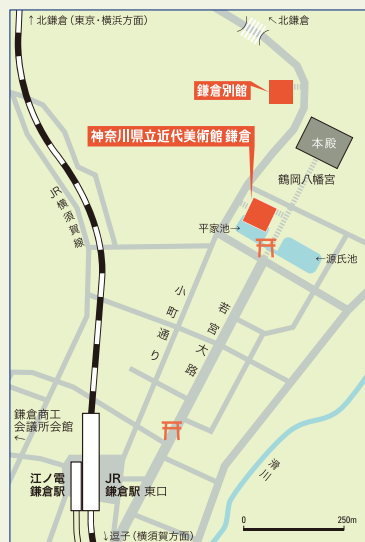 ↑北鎌倉(東京・横浜方面)
↖北鎌倉
鎌倉別館
神奈川県立近代美術館 鎌倉
本殿
鶴岡八幡宮
平家池→
←源氏池
JR横須賀線
小町通り
若宮大路
鎌倉商工
会議所会館
←
江ノ電
鎌倉駅
JR
鎌倉駅 東口
滑川
↓逗子(横須賀方面)
0 250m